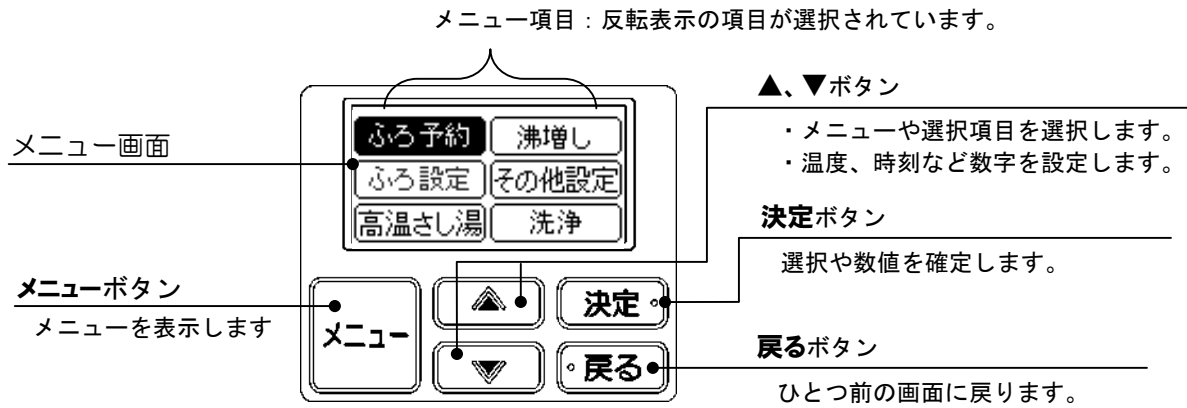 メニュー項目：反転表示の項目が選択されています。
▲、▼ボタン
・メニューや選択項目を選択します。
・温度、時刻など数字を設定します。
メニュー画面
ふろ予約 沸増し
ふろ設定 その他設定
高温さし湯 洗浄
決定ボタン
選択や数値を確定します。
メニューボタン
メニューを表示します
メニュー
▲
決定
▼
戻る
戻るボタン
ひとつ前の画面に戻ります。